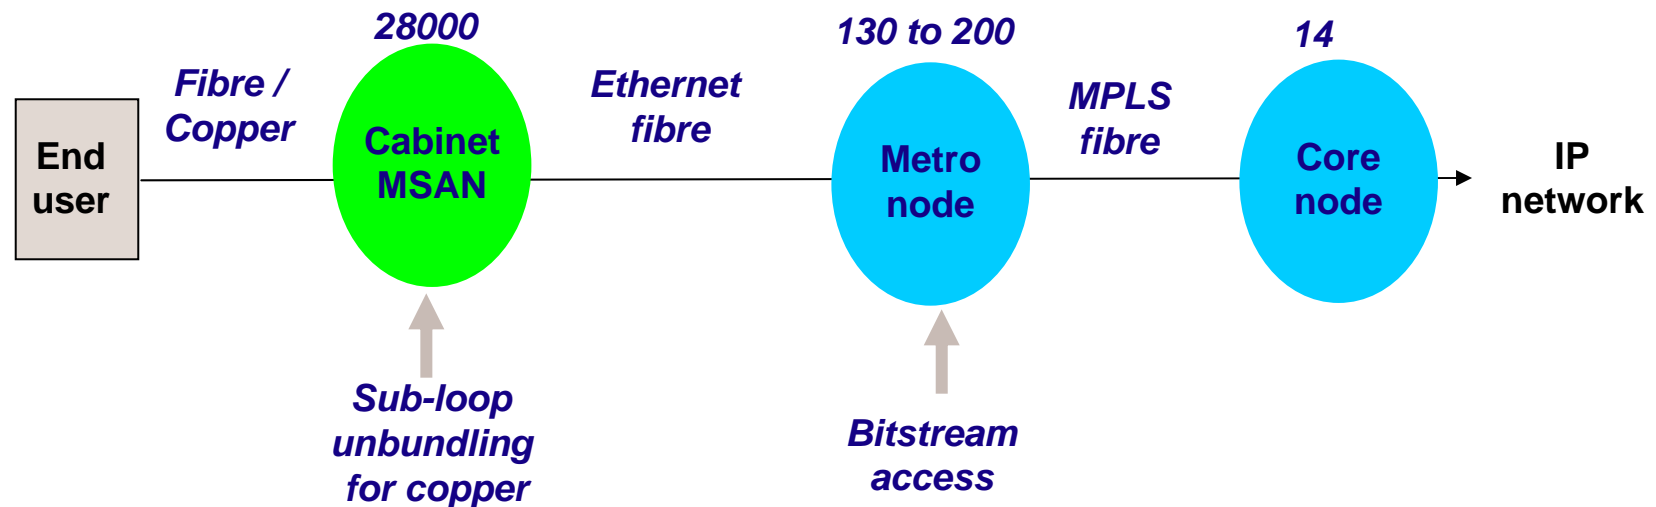 28000
130 to 200
14
Fibre /
Copper
Ethernet
fibre
MPLS
fibre
End
user
Cabinet
MSAN
Metro
node
Core
node
IP
network
Sub-loop
unbundling
for copper
Bitstream
access